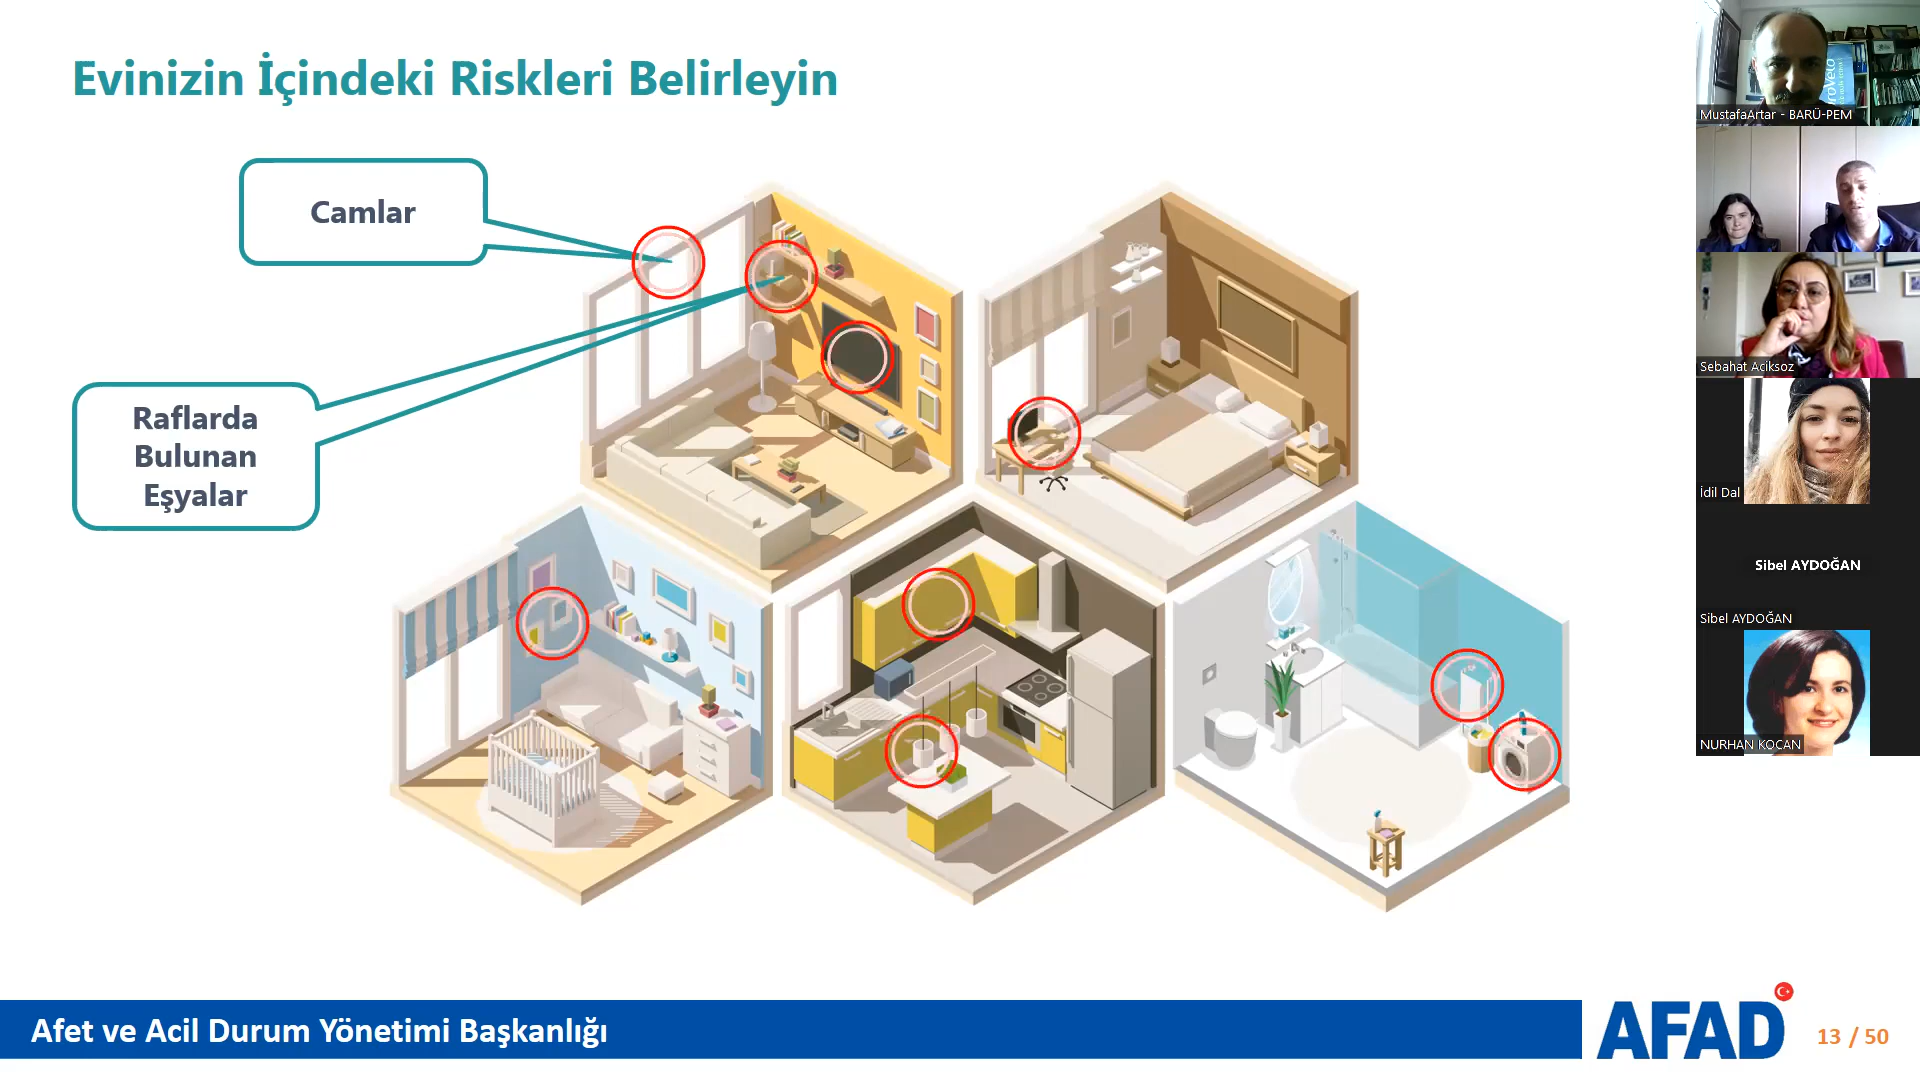 Evinizin İçindeki Riskleri Belirleyin
Camlar
Raflarda
Bulunan
Eşyalar
Afet ve Acil Durum Yönetimi Başkanlığı
AFAD
13 / 50
MustafaArtar - BARÜ-PEM
Sebahat Aciksoz
İdil Dal
Sibel AYDOĞAN
Sibel AYDOĞAN
NURHAN KOCAN